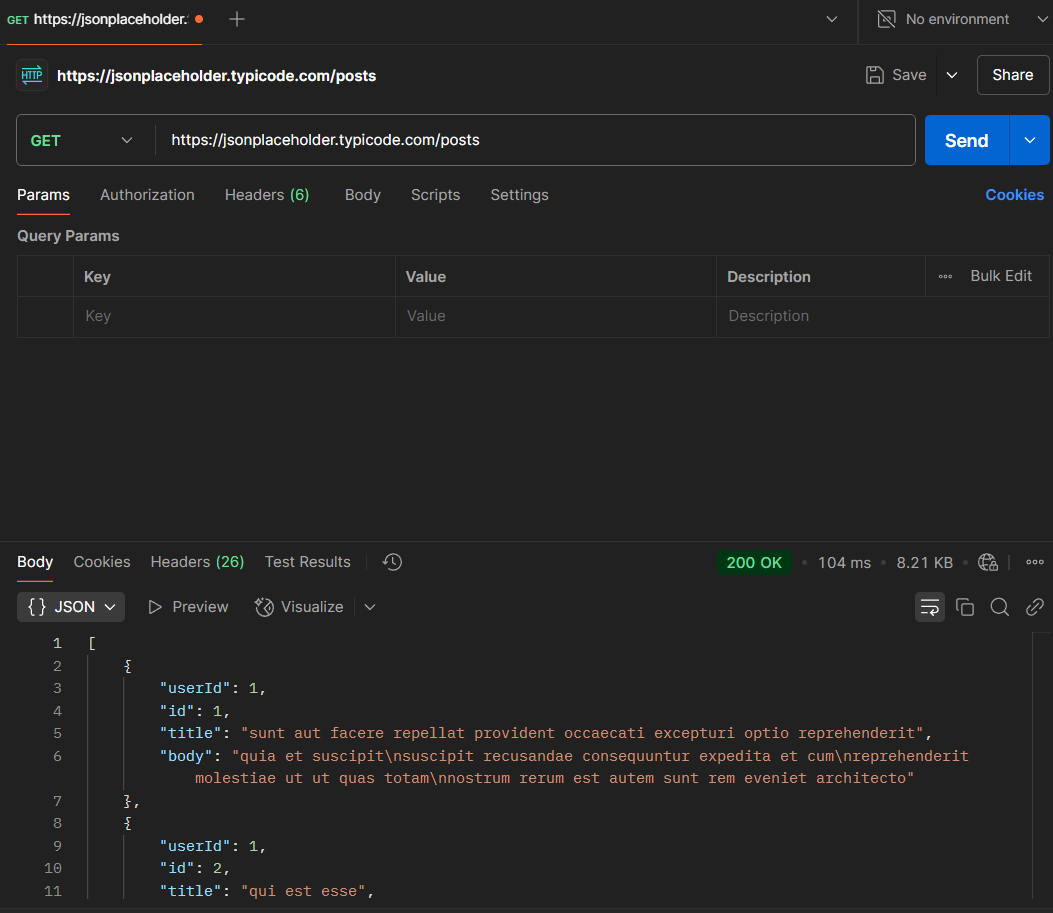 GET https://jsonplaceholder.
No environment
HTTP https://jsonplaceholder.typicode.com/posts
Save
Share
GET https://jsonplaceholder.typicode.com/posts
Send
Params Authorization Headers (6) Body Scripts Settings Cookies
Query Params
Key Value Description Bulk Edit
Key Value Description
Body Cookies Headers (26) Test Results 200 OK • 104 ms • 8.21 KB •
{} JSON Preview Visualize
1 [
2 {
3 "userId": 1,
4 "id": 1,
5 "title": "sunt aut facere repellat provident occaecati excepturi optio reprehenderit",
6 "body": "quia et suscipit\nsuscipit recusandae consequuntur expedita et cum\nreprehenderit
molestiae ut ut quas totam\nnostrum rerum est autem sunt rem eveniet architecto"
7 },
8 {
9 "userId": 1,
10 "id": 2,
11 "title": "qui est esse",